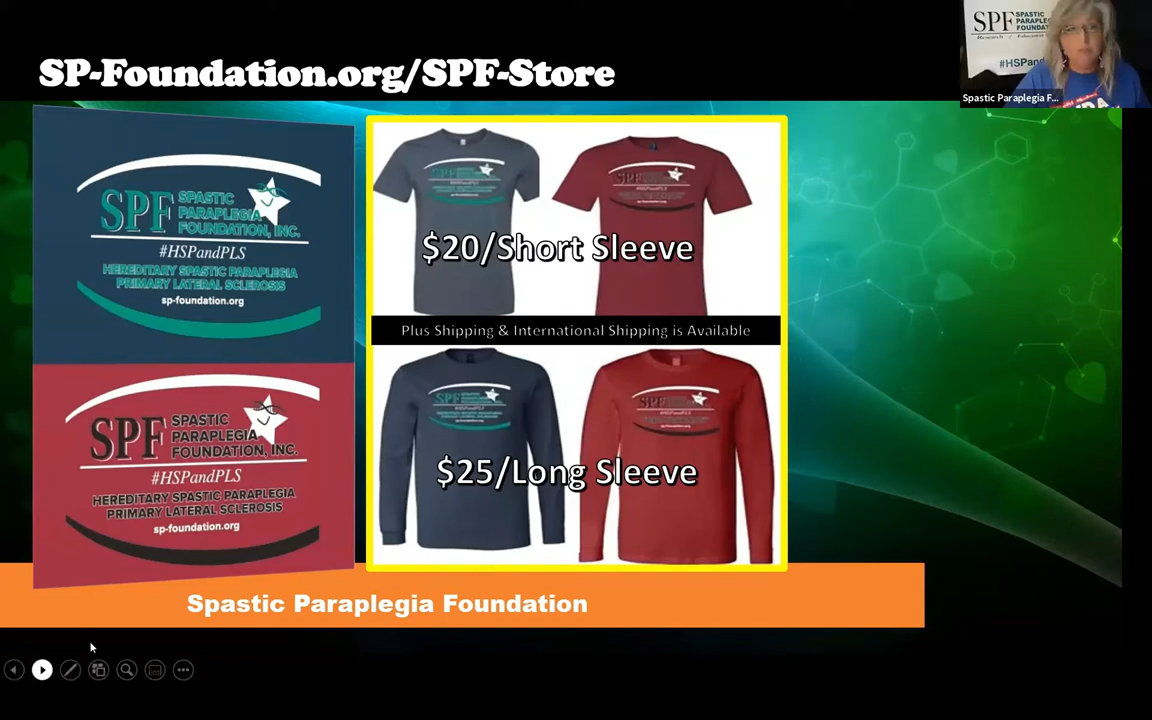 SP-Foundation.org/SPF-Store
SPF SPASTIC
PARAPLEGIA
FOUNDATION, INC.
#HSPandPLS
HEREDITARY SPASTIC PARAPLEGIA
PRIMARY LATERAL SCLEROSIS
sp-foundation.org
SPF SPASTIC
PARAPLEGIA
FOUNDATION, INC.
#HSPandPLS
HEREDITARY SPASTIC PARAPLEGIA
PRIMARY LATERAL SCLEROSIS
sp-foundation.org
$20/Short Sleeve
Plus Shipping & International Shipping is Available
$25/Long Sleeve
Spastic Paraplegia Foundation
SPF SPASTIC
Spastic Paraplegia F...